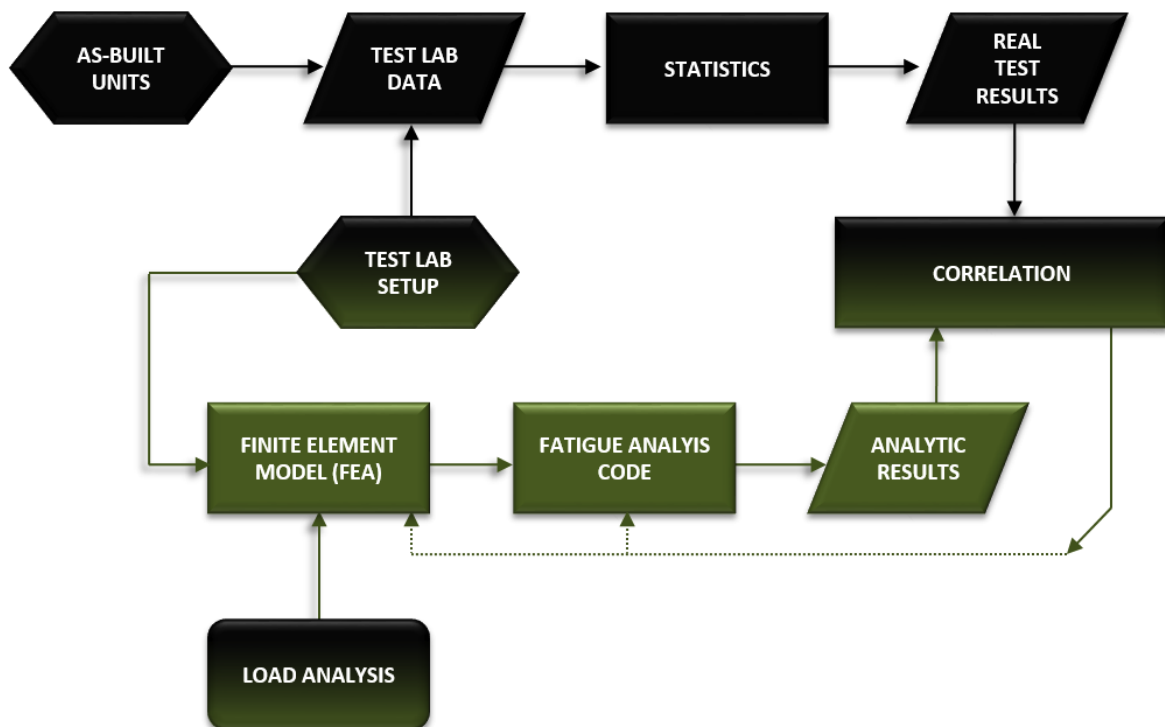 AS-BUILT
UNITS
TEST LAB
DATA
STATISTICS
REAL
TEST
RESULTS
TEST LAB
SETUP
CORRELATION
FINITE ELEMENT
MODEL (FEA)
FATIGUE ANALYIS
CODE
ANALYTIC
RESULTS
LOAD ANALYSIS